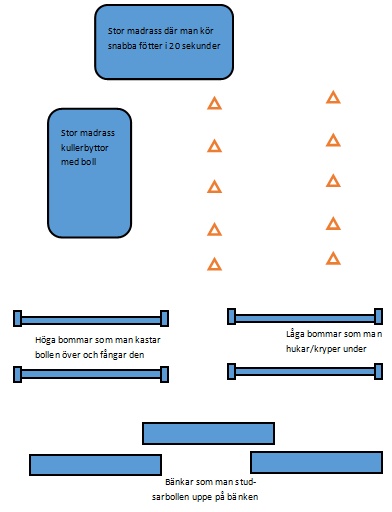 Stor madrass där man kör
snabba fötter i 20 sekunder
Stor madrass
kullerbyttor
med boll
Höga bommar som man kastar
bollen över och fångar den
Låga bommar som man
hukar/kryper under
Bänkar som man stud-
sarbollen uppe på bänken